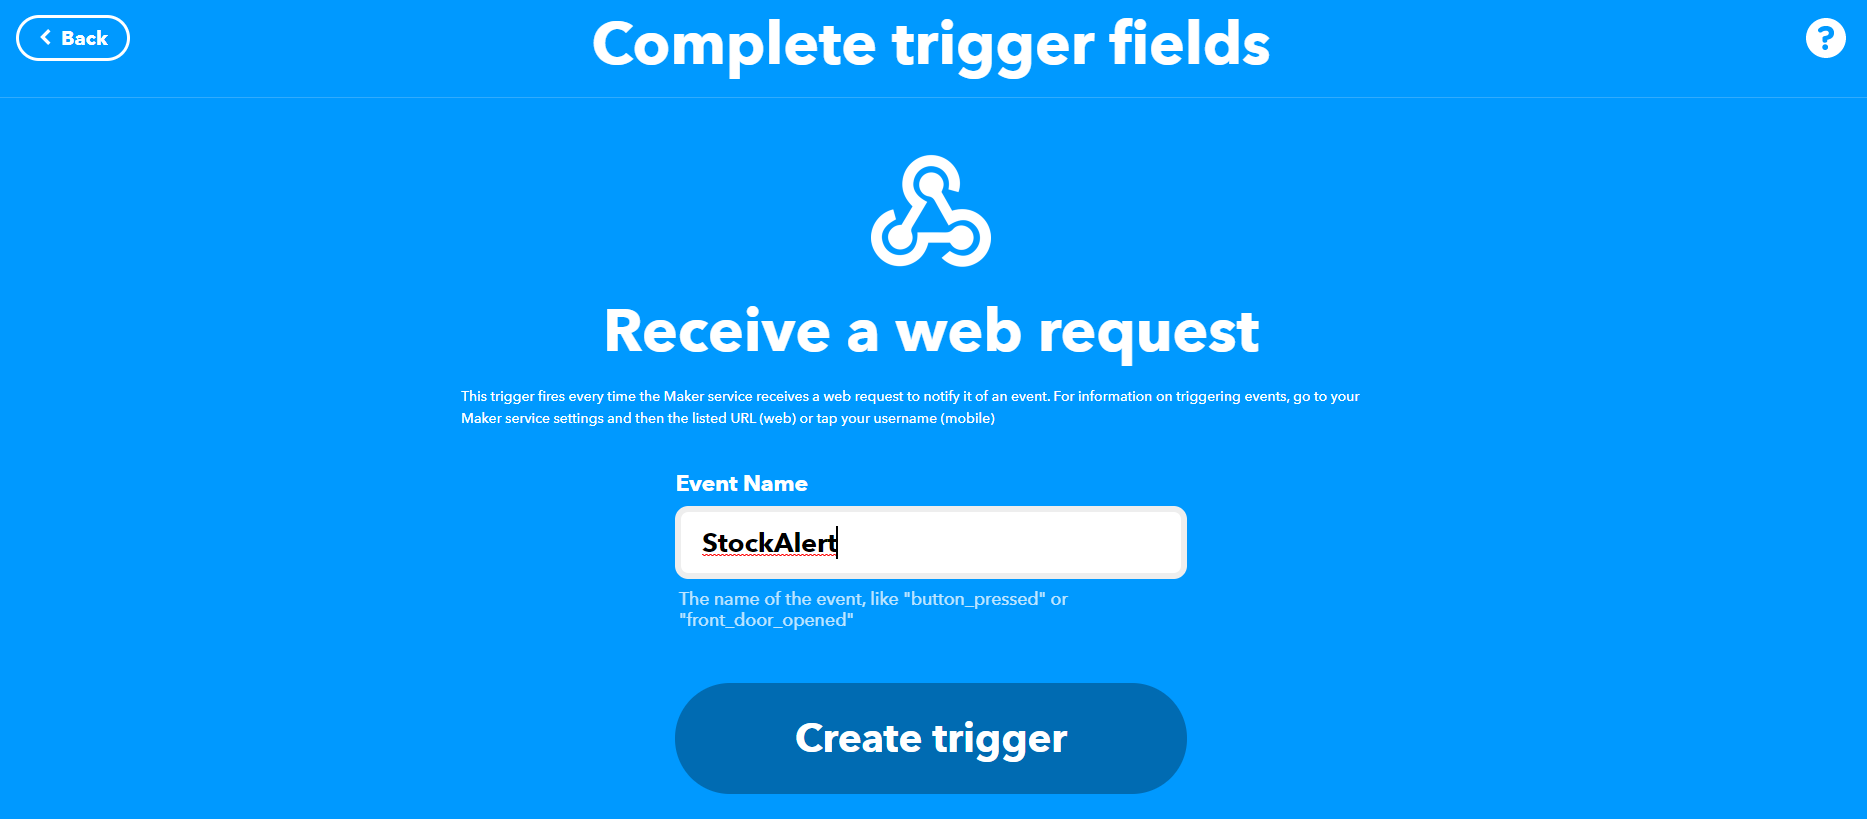 Back
Complete trigger fields
?
Receive a web request
This trigger fires every time the Maker service receives a web request to notify it of an event. For information on triggering events, go to your
Maker service settings and then the listed URL (web) or tap your username (mobile)
Event Name
StockAlert
The name of the event, like "button_pressed" or
"front_door_opened"
Create trigger